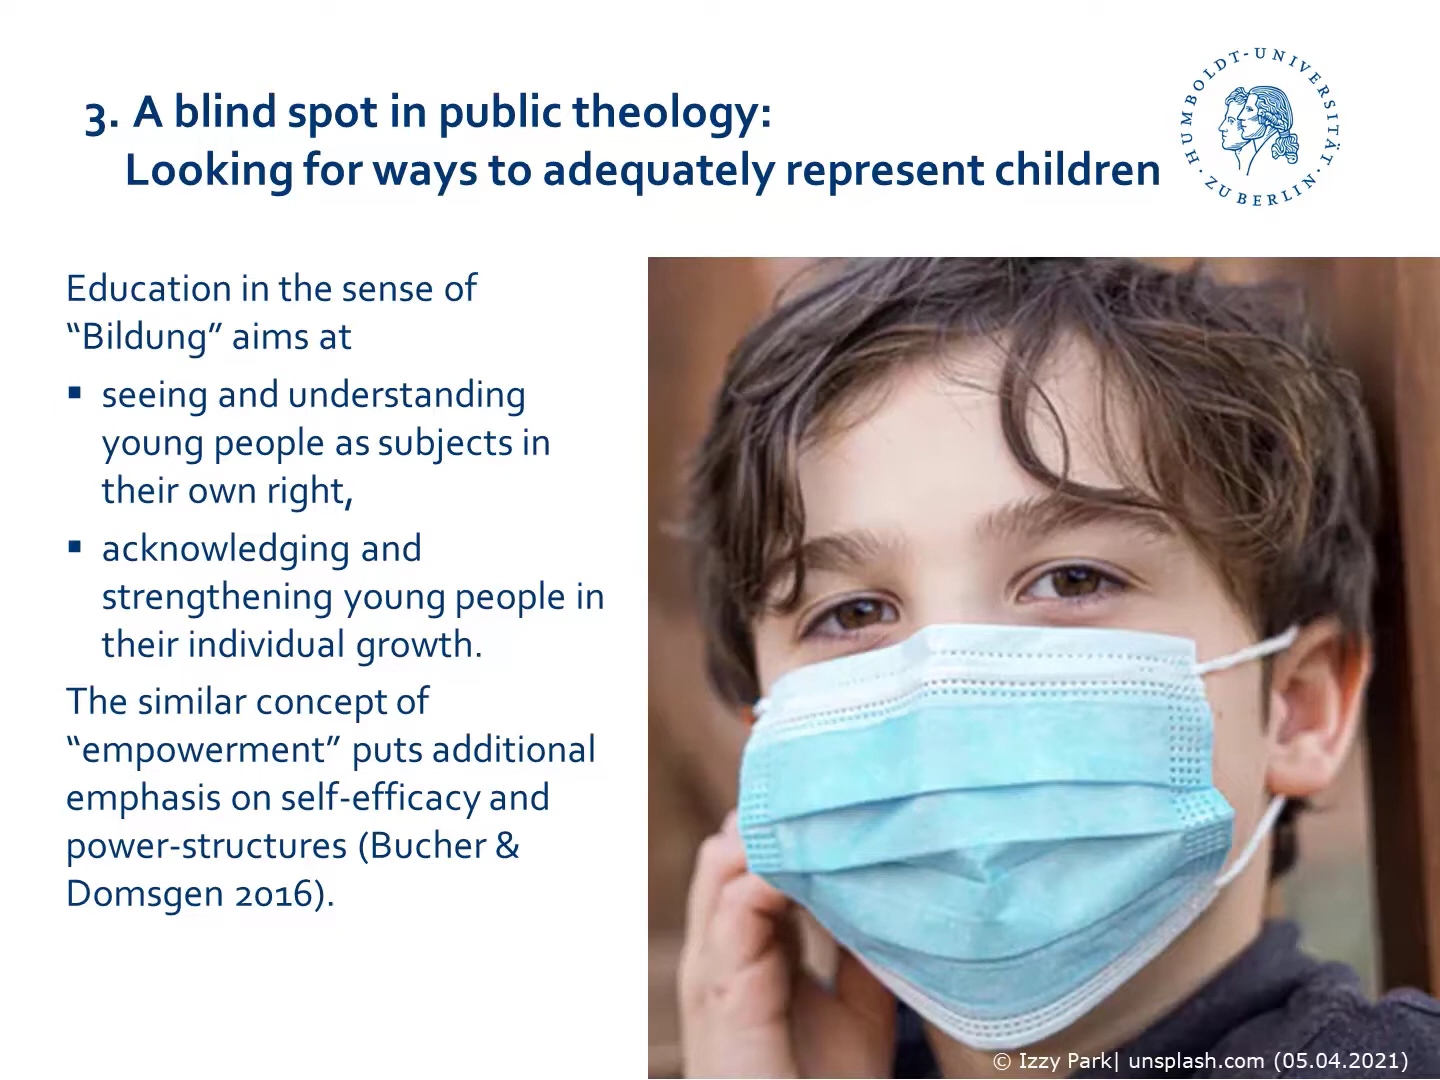 3. A blind spot in public theology:
Looking for ways to adequately represent children
HUMBOLDT-UNIVERSITÄT · ZU BERLIN ·
Education in the sense of
“Bildung” aims at
▪ seeing and understanding
young people as subjects in
their own right,
▪ acknowledging and
strengthening young people in
their individual growth.
The similar concept of
“empowerment” puts additional
emphasis on self-efficacy and
power-structures (Bucher &
Domsgen 2016).
© Izzy Park| unsplash.com (05.04.2021)